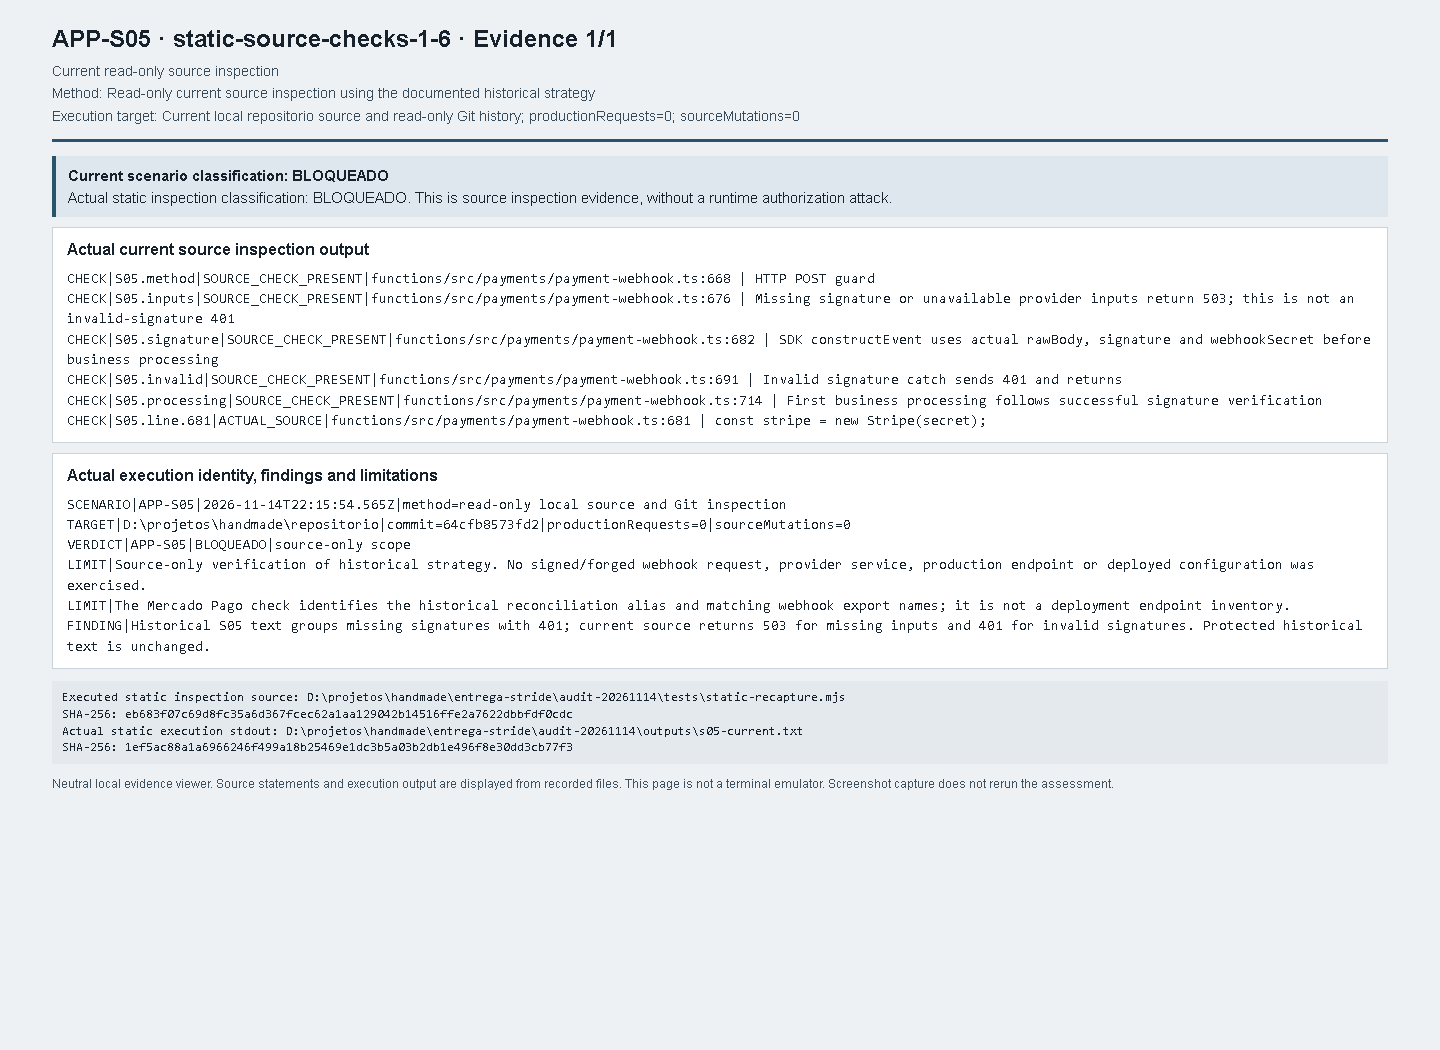 APP-S05 · static-source-checks-1-6 · Evidence 1/1
Current read-only source inspection
Method: Read-only current source inspection using the documented historical strategy
Execution target: Current local repositorio source and read-only Git history; productionRequests=0; sourceMutations=0
Current scenario classification: BLOQUEADO
Actual static inspection classification: BLOQUEADO. This is source inspection evidence, without a runtime authorization attack.
Actual current source inspection output
CHECK|S05.method|SOURCE_CHECK_PRESENT|functions/src/payments/payment-webhook.ts:668 | HTTP POST guard
CHECK|S05.inputs|SOURCE_CHECK_PRESENT|functions/src/payments/payment-webhook.ts:676 | Missing signature or unavailable provider inputs return 503; this is not an
invalid-signature 401
CHECK|S05.signature|SOURCE_CHECK_PRESENT|functions/src/payments/payment-webhook.ts:682 | SDK constructEvent uses actual rawBody, signature and webhookSecret before
business processing
CHECK|S05.invalid|SOURCE_CHECK_PRESENT|functions/src/payments/payment-webhook.ts:691 | Invalid signature catch sends 401 and returns
CHECK|S05.processing|SOURCE_CHECK_PRESENT|functions/src/payments/payment-webhook.ts:714 | First business processing follows successful signature verification
CHECK|S05.line.681|ACTUAL_SOURCE|functions/src/payments/payment-webhook.ts:681 | const stripe = new Stripe(secret);
Actual execution identity, findings and limitations
SCENARIO|APP-S05|2026-11-14T22:15:54.565Z|method=read-only local source and Git inspection
TARGET|D:\projetos\handmade\repositorio|commit=64cfb8573fd2|productionRequests=0|sourceMutations=0
VERDICT|APP-S05|BLOQUEADO|source-only scope
LIMIT|Source-only verification of historical strategy. No signed/forged webhook request, provider service, production endpoint or deployed configuration was
exercised.
LIMIT|The Mercado Pago check identifies the historical reconciliation alias and matching webhook export names; it is not a deployment endpoint inventory.
FINDING|Historical S05 text groups missing signatures with 401; current source returns 503 for missing inputs and 401 for invalid signatures. Protected historical
text is unchanged.
Executed static inspection source: D:\projetos\handmade\entrega-stride\audit-20261114\tests\static-recapture.mjs
SHA-256: eb683f07c69d8fc35a6d367fcec62a1aa129042b14516ffe2a7622dbbfdf0cdc
Actual static execution stdout: D:\projetos\handmade\entrega-stride\audit-20261114\outputs\s05-current.txt
SHA-256: 1ef5ac88a1a6966246f499a18b25469e1dc3b5a03b2db1e496f8e30dd3cb77f3
Neutral local evidence viewer. Source statements and execution output are displayed from recorded files. This page is not a terminal emulator. Screenshot capture does not rerun the assessment.